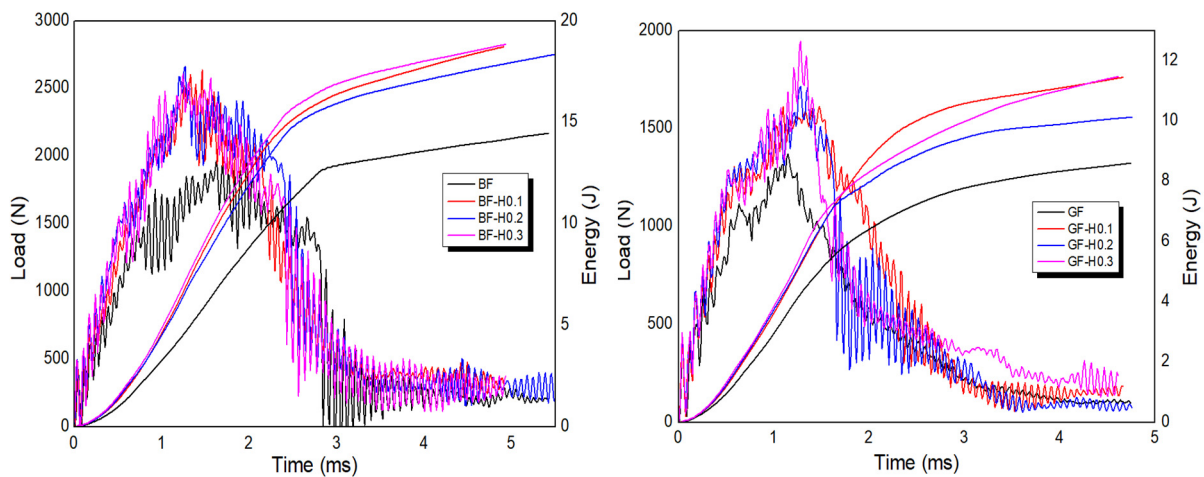 3000
2500
2000
1500
1000
500
0
Load (N)
20
15
10
5
0
Energy (J)
BF
BF-H0.1
BF-H0.2
BF-H0.3
0 1 2 3 4 5
Time (ms)
2000
1500
1000
500
0
Load (N)
12
10
8
6
4
2
0
Energy (J)
GF
GF-H0.1
GF-H0.2
GF-H0.3
0 1 2 3 4 5
Time (ms)